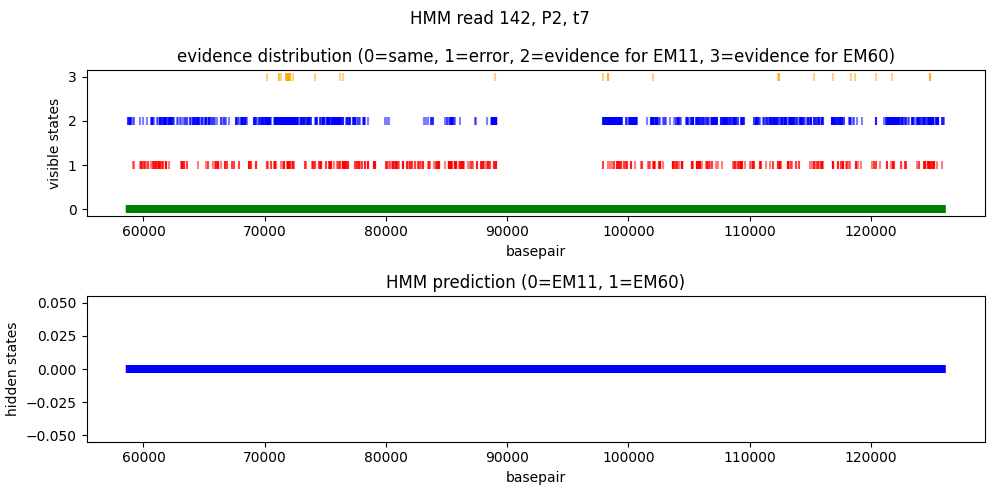 HMM read 142, P2, t7
evidence distribution (0=same, 1=error, 2=evidence for EM11, 3=evidence for EM60)
visible states
3
2
1
0
60000 70000 80000 90000 100000 110000 120000
basepair
HMM prediction (0=EM11, 1=EM60)
hidden states
0.050
0.025
0.000
−0.025
−0.050
60000 70000 80000 90000 100000 110000 120000
basepair